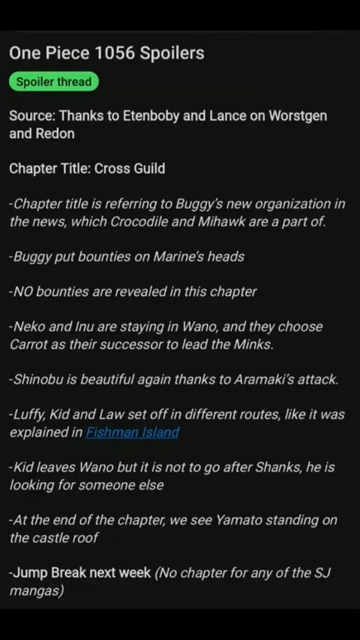 One Piece 1056 Spoilers
Spoiler thread
Source: Thanks to Etenboby and Lance on Worstgen
and Redon
Chapter Title: Cross Guild
-Chapter title is referring to Buggy's new organization in
the news, which Crocodile and Mihawk are a part of.
-Buggy put bounties on Marine's heads
-NO bounties are revealed in this chapter
-Neko and Inu are staying in Wano, and they choose
Carrot as their successor to lead the Minks.
-Shinobu is beautiful again thanks to Aramaki's attack.
-Luffy, Kid and Law set off in different routes, like it was
explained in Fishman Island
-Kid leaves Wano but it is not to go after Shanks, he is
looking for someone else
-At the end of the chapter, we see Yamato standing on
the castle roof
-Jump Break next week (No chapter for any of the SJ
mangas)